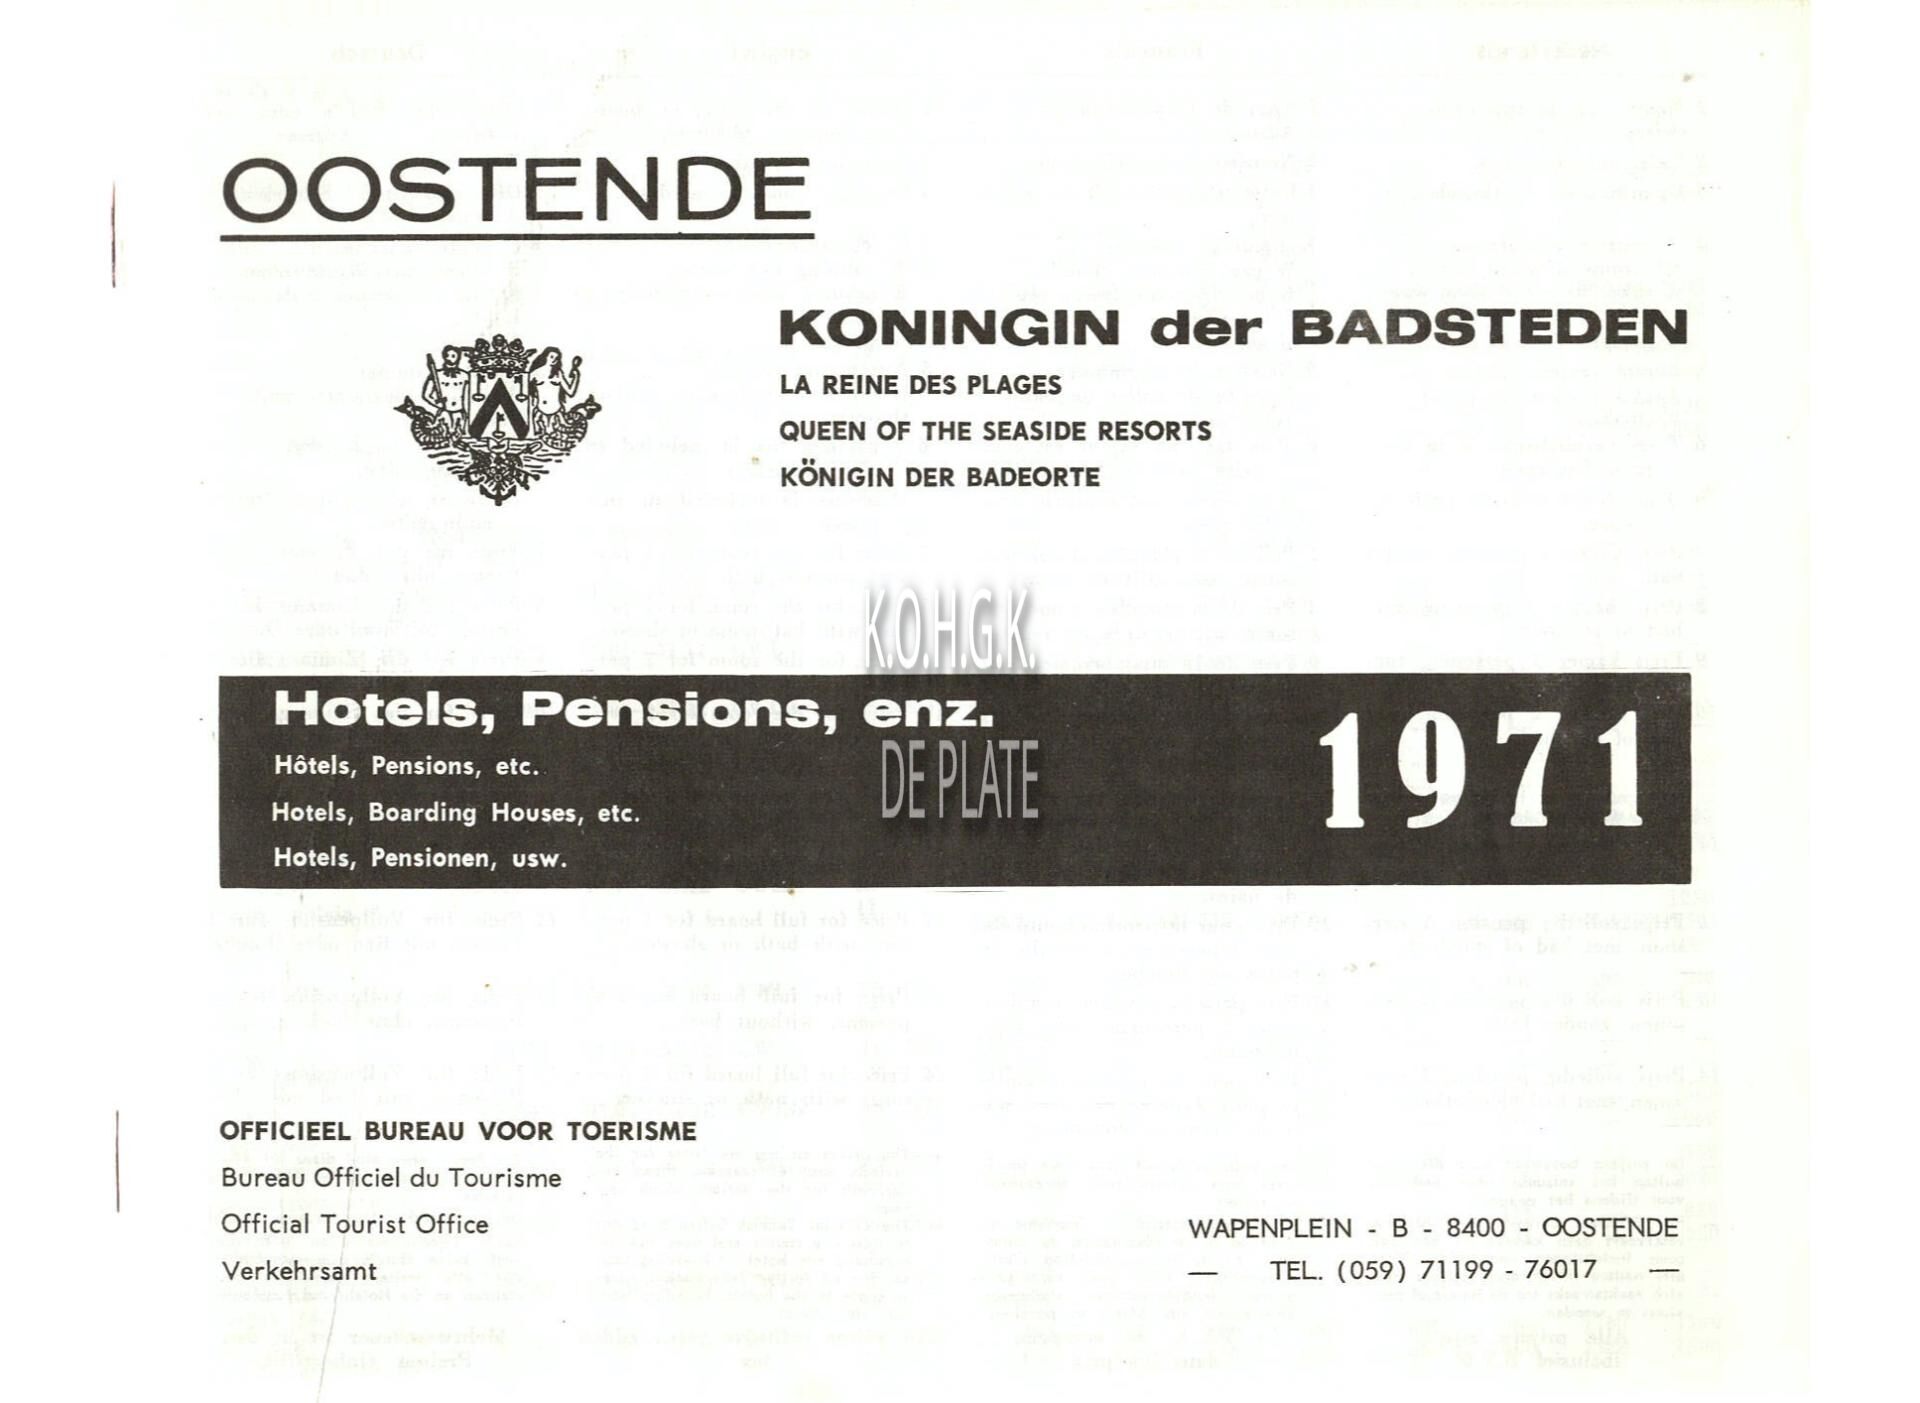 OOSTENDE
KONINGIN der BADSTEDEN
LA REINE DES PLAGES
QUEEN OF THE SEASIDE RESORTS
KÖNIGIN DER BADEORTE
K.O.H.G.K.
Hotels, Pensions, enz.
Hôtels, Pensions, etc.
Hotels, Boarding Houses, etc.
Hotels, Pensionen, usw.
1971
DE PLATE
OFFICIEEL BUREAU VOOR TOERISME
Bureau Officiel du Tourisme
Official Tourist Office
Verkehrsamt
WAPENPLEIN - B - 8400 - OOSTENDE
— TEL. (059) 71199 - 76017 —